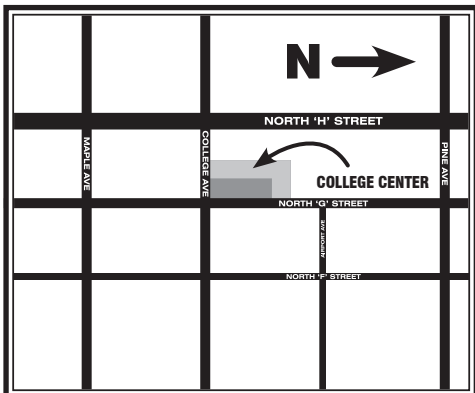 N
NORTH 'H' STREET
MAPLE AVE
COLLEGE AVE
PINE AVE
COLLEGE CENTER
NORTH 'G' STREET
AIRPORT AVE
NORTH 'F' STREET